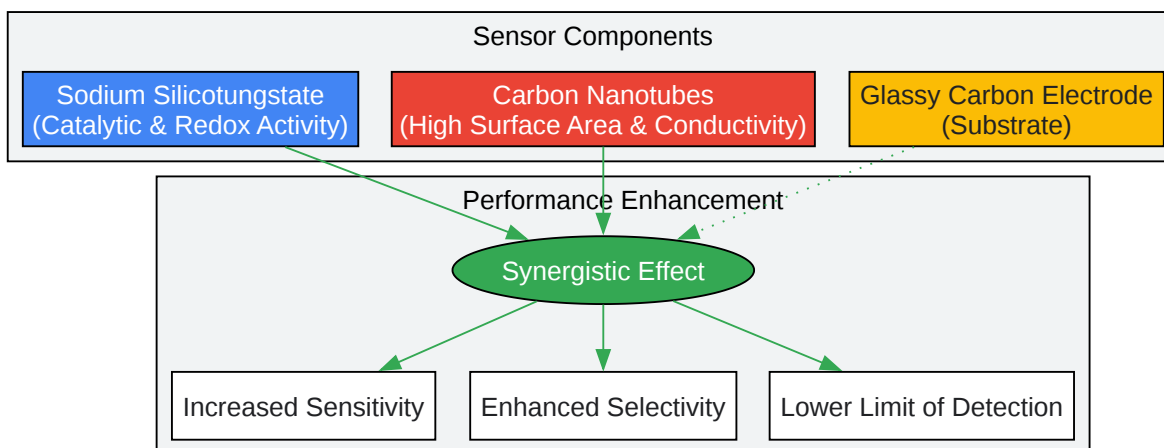 Sensor Components
Sodium Silicotungstate
(Catalytic & Redox Activity)
Carbon Nanotubes
(High Surface Area & Conductivity)
Glassy Carbon Electrode
(Substrate)
Performance Enhancement
Synergistic Effect
Increased Sensitivity
Enhanced Selectivity
Lower Limit of Detection